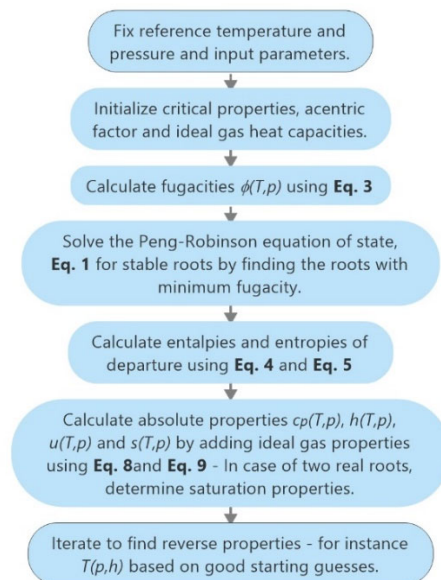 Fix reference temperature and
pressure and input parameters.
Initialize critical properties, acentric
factor and ideal gas heat capacities.
Calculate fugacities ϕ(T,p) using Eq. 3
Solve the Peng-Robinson equation of state,
Eq. 1 for stable roots by finding the roots with
minimum fugacity.
Calculate entalpies and entropies of
departure using Eq. 4 and Eq. 5
Calculate absolute properties cₚ(T,p), h(T,p),
u(T,p) and s(T,p) by adding ideal gas properties
using Eq. 8and Eq. 9 - In case of two real roots,
determine saturation properties.
Iterate to find reverse properties - for instance
T(p,h) based on good starting guesses.